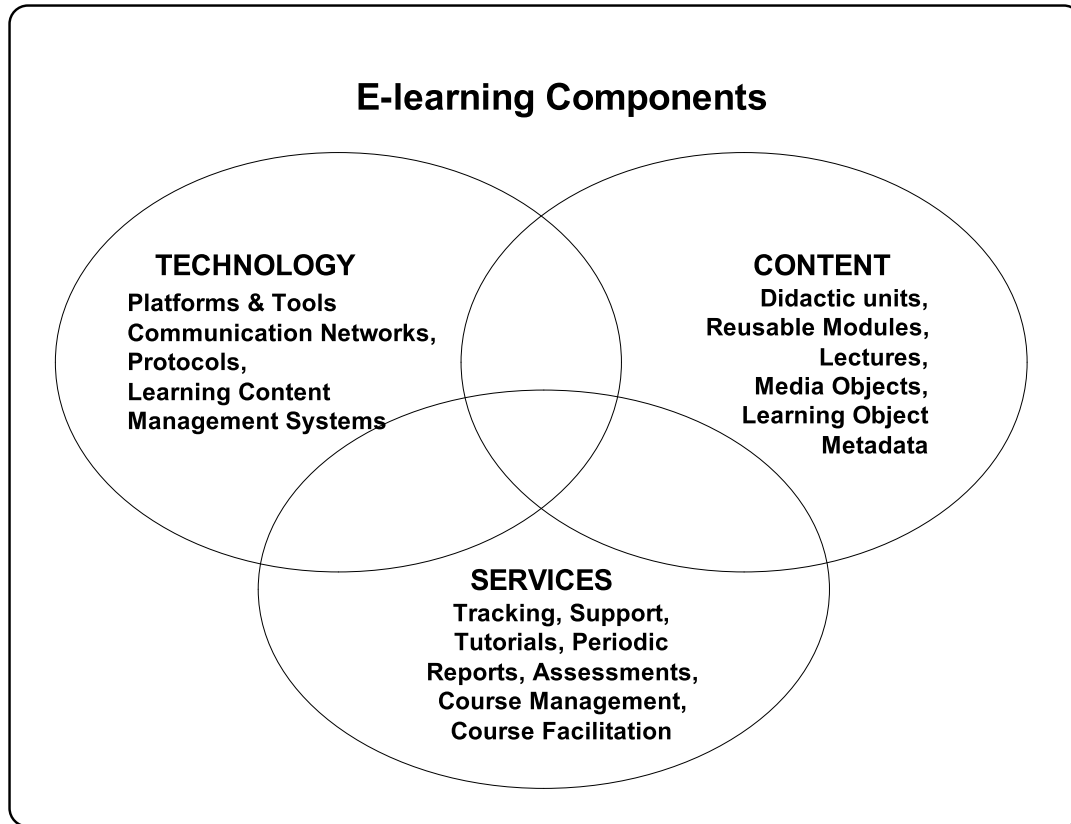 E-learning Components
TECHNOLOGY
Platforms & Tools
Communication Networks,
Protocols,
Learning Content
Management Systems
CONTENT
Didactic units,
Reusable Modules,
Lectures,
Media Objects,
Learning Object
Metadata
SERVICES
Tracking, Support,
Tutorials, Periodic
Reports, Assessments,
Course Management,
Course Facilitation